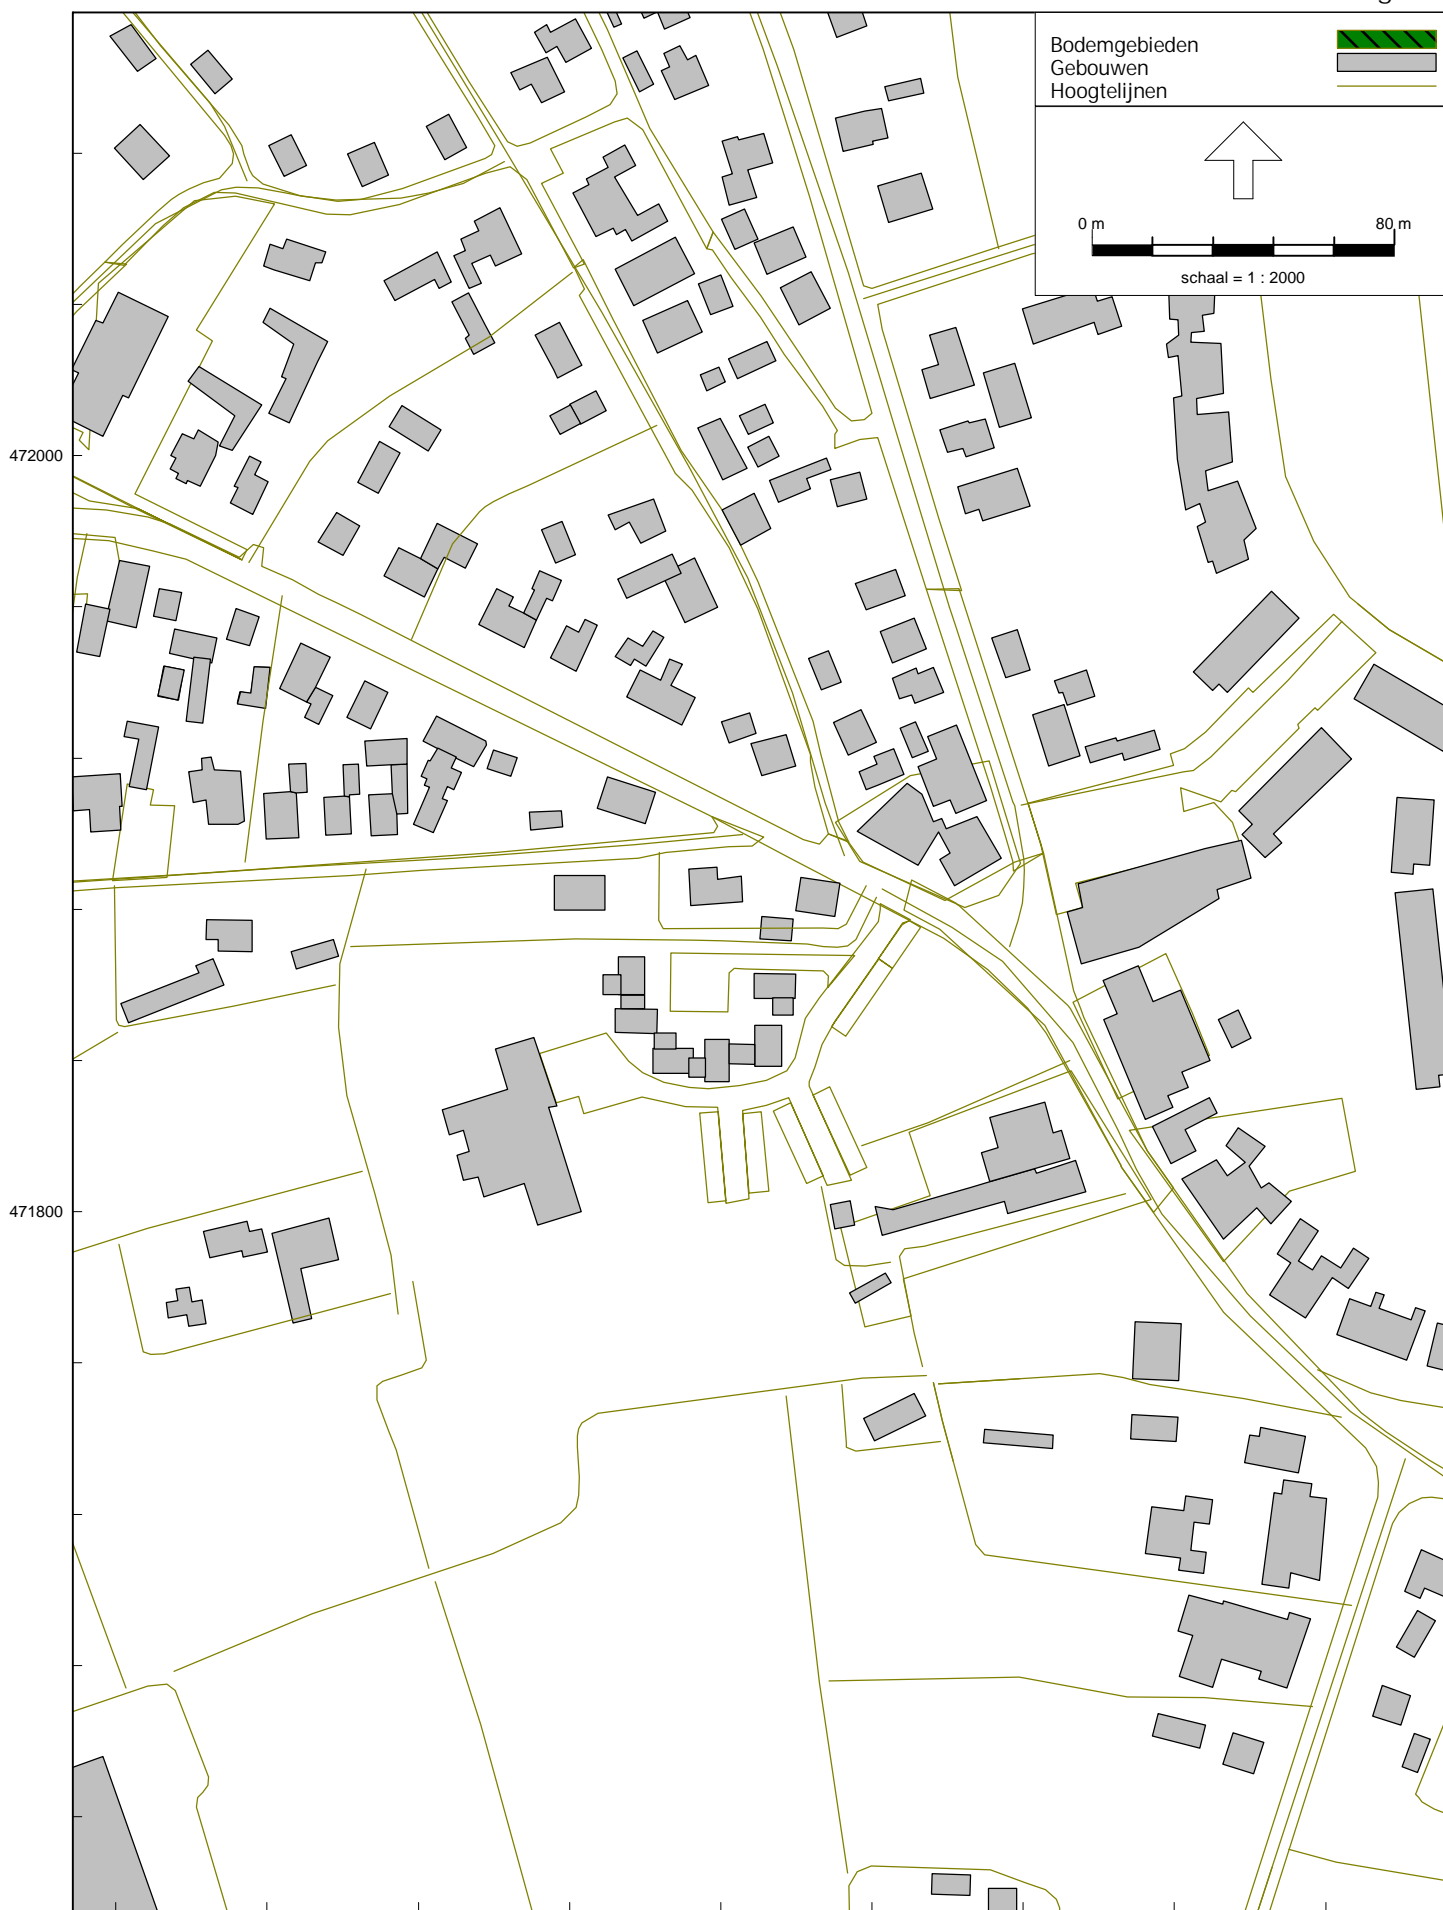 Bodemgebieden
Gebouwen
Hoogtelijnen
0 m 80 m
schaal = 1 : 2000
472000
471800